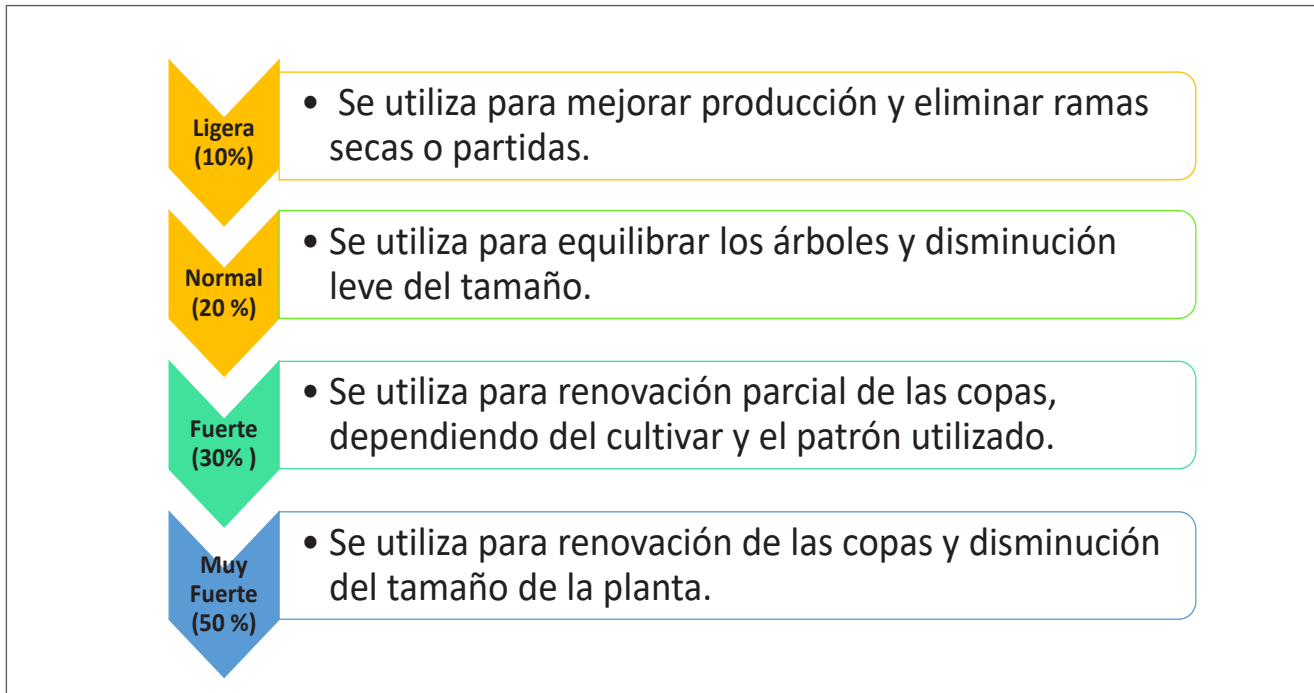 Ligera
(10%)
• Se utiliza para mejorar producción y eliminar ramas
secas o partidas.
Normal
(20 %)
• Se utiliza para equilibrar los árboles y disminución
leve del tamaño.
Fuerte
(30% )
• Se utiliza para renovación parcial de las copas,
dependiendo del cultivar y el patrón utilizado.
Muy
Fuerte
(50 %)
• Se utiliza para renovación de las copas y disminución
del tamaño de la planta.